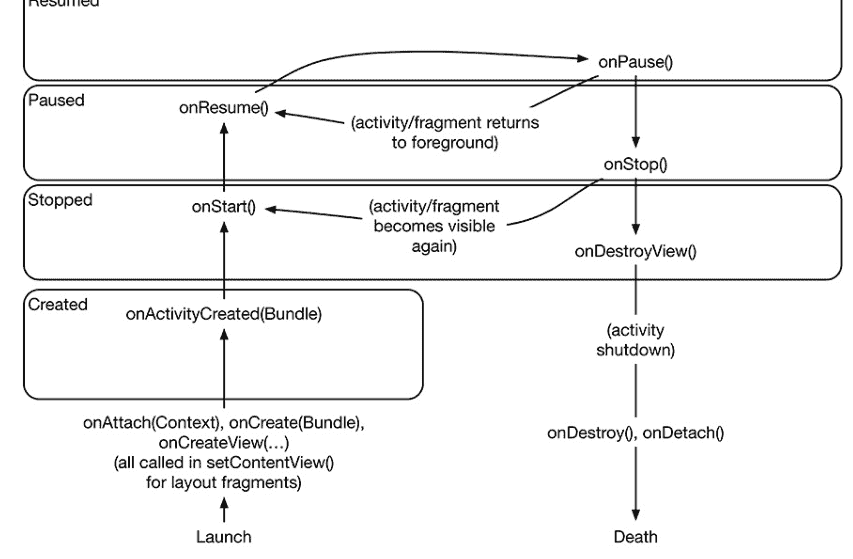 Resumed
onPause()
Paused
onResume()
(activity/fragment returns
to foreground)
onStop()
Stopped
onStart()
(activity/fragment
becomes visible
again)
onDestroyView()
Created
onActivityCreated(Bundle)
(activity
shutdown)
onAttach(Context), onCreate(Bundle),
onCreateView(…)
(all called in setContentView()
for layout fragments)
onDestroy(), onDetach()
Launch
Death